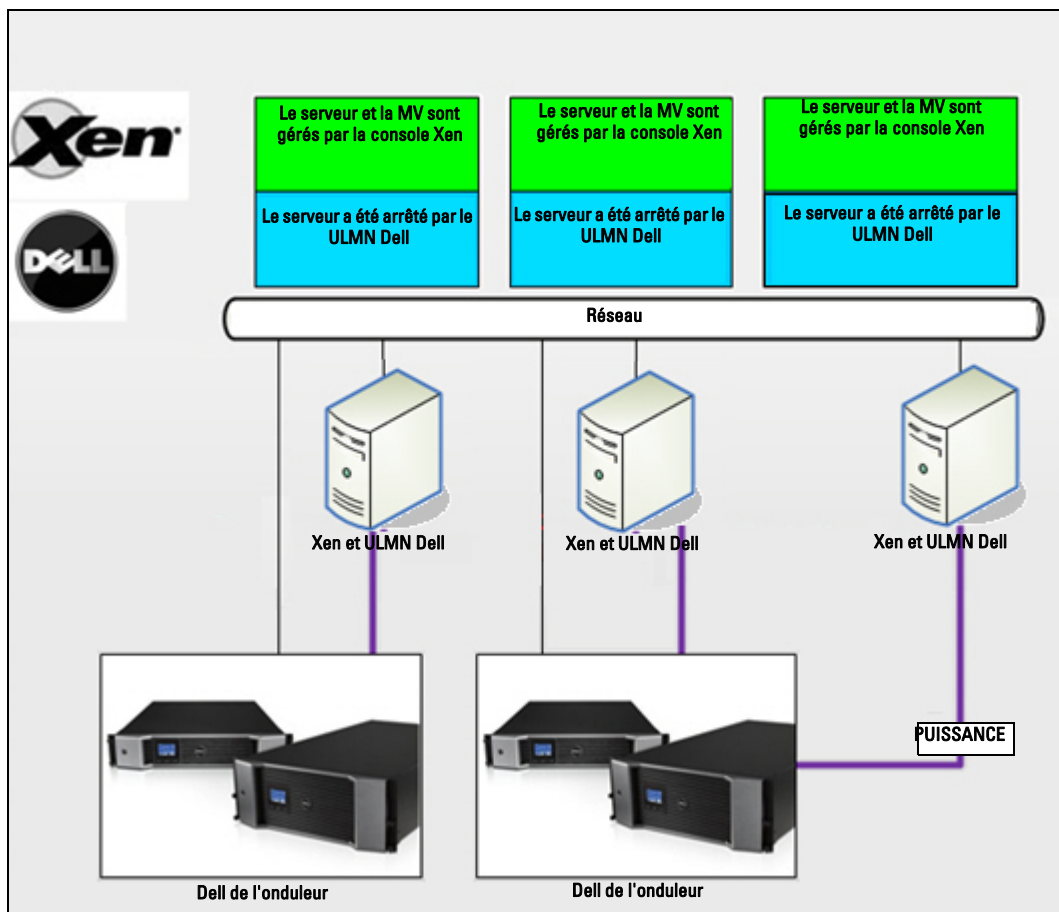 Xen
DELL
Le serveur et la MV sont
gérés par la console Xen
Le serveur a été arrêté par le
ULMN Dell
Le serveur et la MV sont
gérés par la console Xen
Le serveur a été arrêté par le
ULMN Dell
Le serveur et la MV sont
gérés par la console Xen
Le serveur a été arrêté par le
ULMN Dell
Réseau
Xen et ULMN Dell
Xen et ULMN Dell
Xen et ULMN Dell
PUISSANCE
Dell de l'onduleur
Dell de l'onduleur